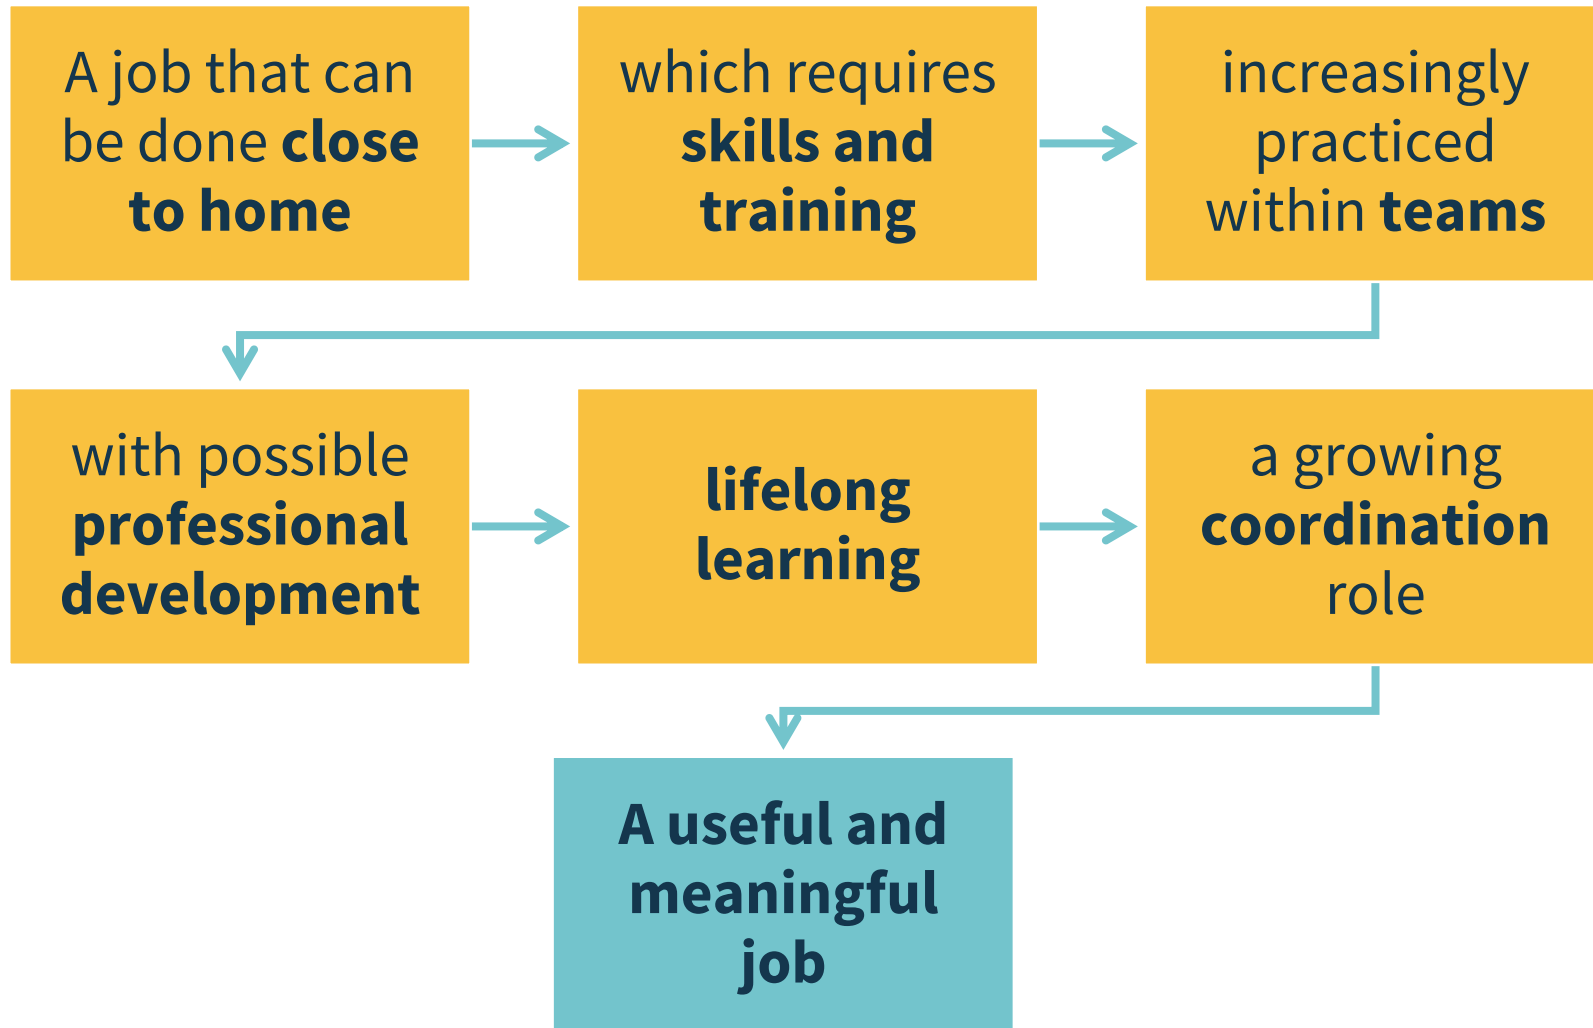 A job that can
be done close
to home
which requires
skills and
training
increasingly
practiced
within teams
with possible
professional
development
lifelong
learning
a growing
coordination
role
A useful and
meaningful
job